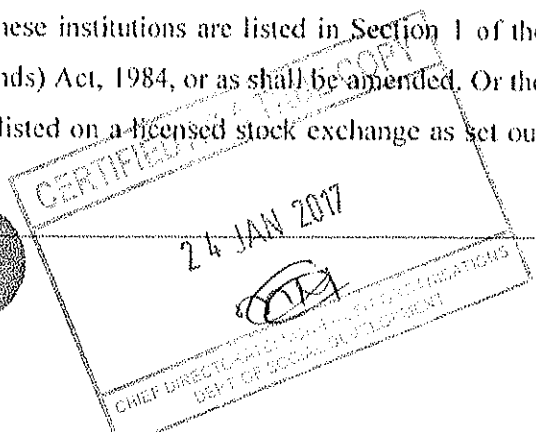 hese institutions are listed in Section 1 of the
nds) Act, 1984, or as shall be amended. Or the
listed on a licensed stock exchange as set ou
CERTIFIED A TRUE COPY
24 JAN 2017
CHIEF DIRECTORATE ORGANISATIONS
DEPT OF SOCIAL DEVELOPMENT